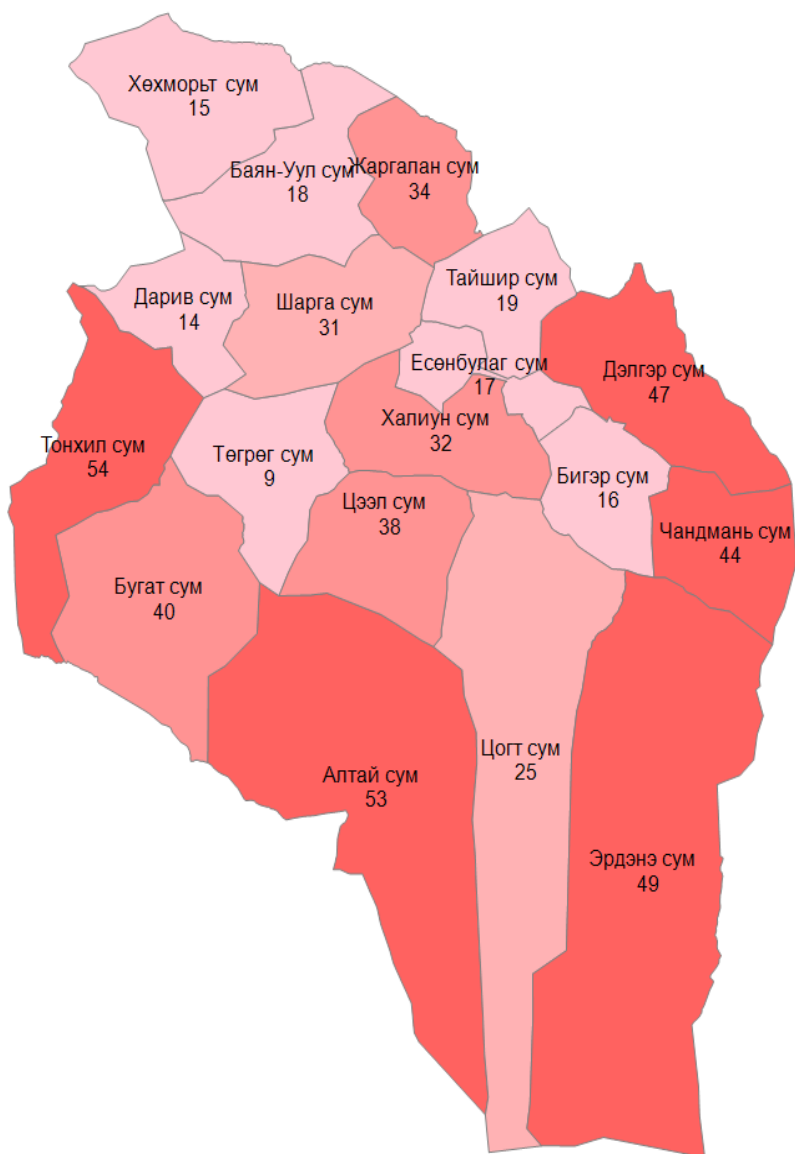 Хөхморьт сум
15
Баян-Уул сум
18
Жаргалан сум
34
Тайшир сум
19
Дарив сум
14
Шарга сум
31
Есөнбулаг сум
17
Дэлгэр сум
47
Халиун сум
32
Тонхил сум
54
Төгрөг сум
9
Бигэр сум
16
Цээл сум
38
Чандмань сум
44
Бугат сум
40
Цогт сум
25
Алтай сум
53
Эрдэнэ сум
49